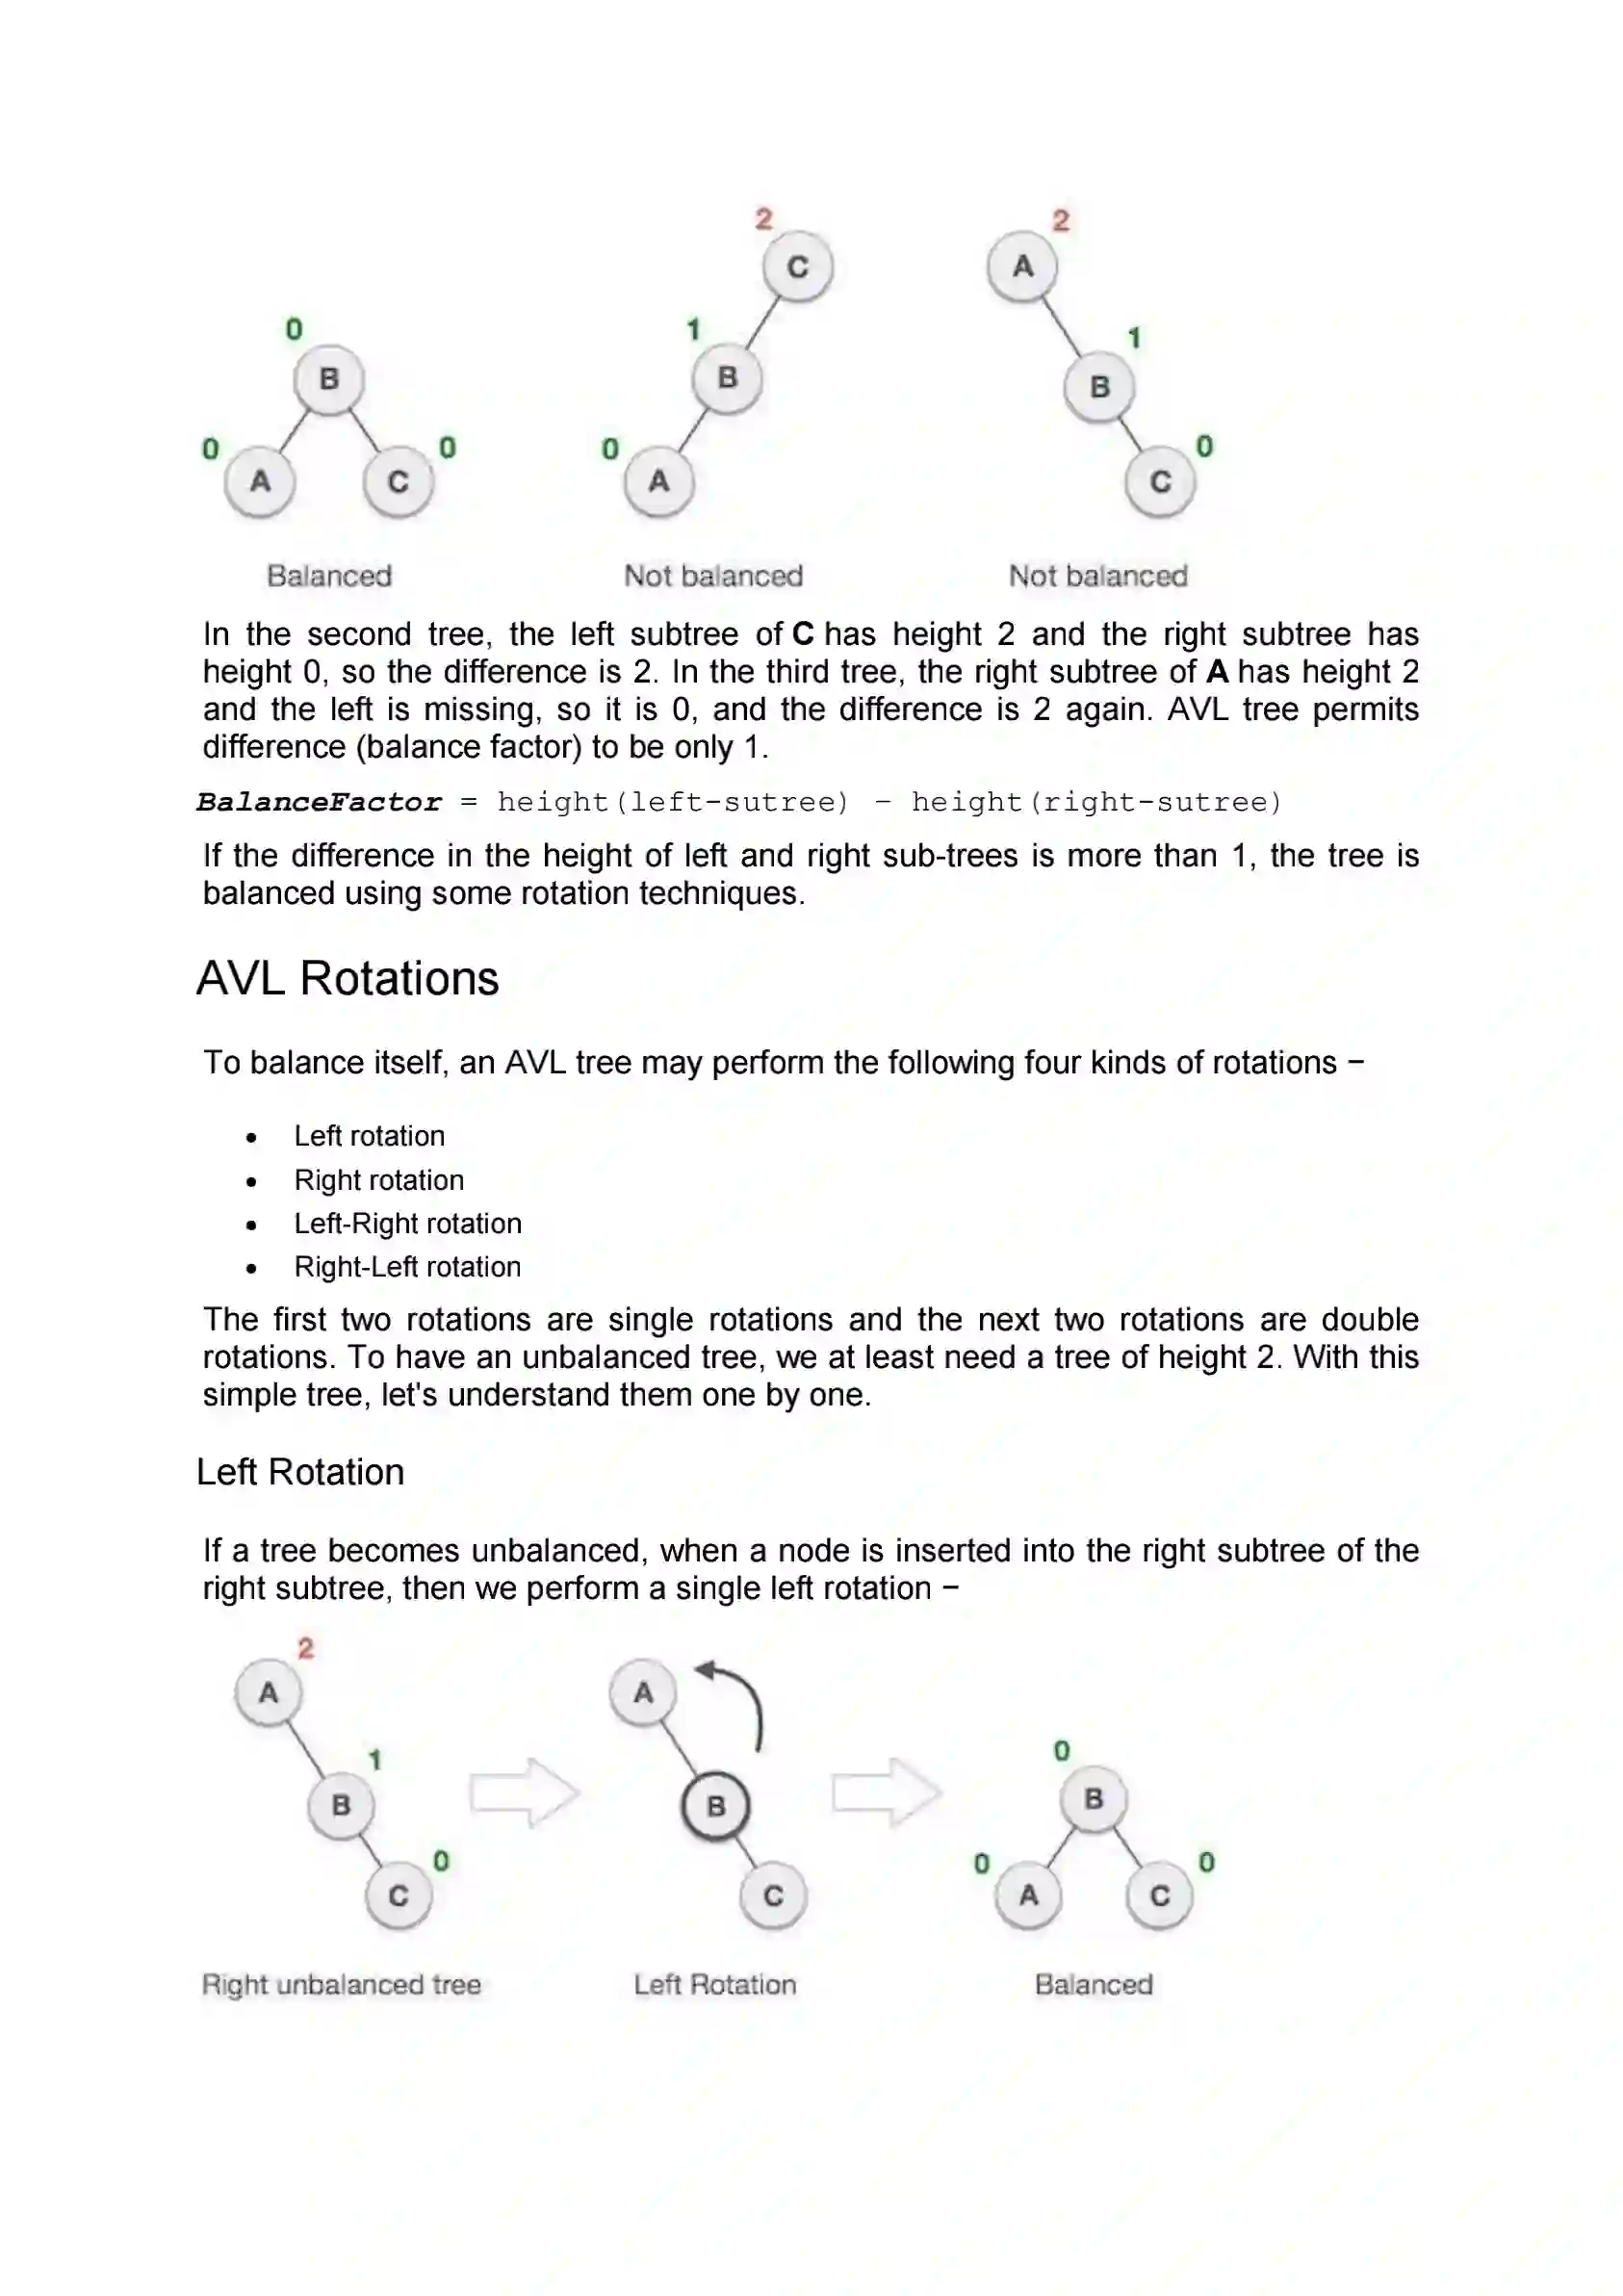 2
2
C
A
0
1
1
B
B
B
0
0
0
0
A
C
A
C
Balanced
Not balanced
Not balanced
In the second tree, the left subtree of C has height 2 and the right subtree has
height 0, so the difference is 2. In the third tree, the right subtree of A has height 2
and the left is missing, so it is 0, and the difference is 2 again. AVL tree permits
difference (balance factor) to be only 1.
BalanceFactor = height(left-sutree) − height(right-sutree)
If the difference in the height of left and right sub-trees is more than 1, the tree is
balanced using some rotation techniques.
AVL Rotations
To balance itself, an AVL tree may perform the following four kinds of rotations −
• Left rotation
• Right rotation
• Left-Right rotation
• Right-Left rotation
The first two rotations are single rotations and the next two rotations are double
rotations. To have an unbalanced tree, we at least need a tree of height 2. With this
simple tree, let's understand them one by one.
Left Rotation
If a tree becomes unbalanced, when a node is inserted into the right subtree of the
right subtree, then we perform a single left rotation −
2
A
A
1
0
B
B
B
0
0
0
C
C
A
C
Right unbalanced tree
Left Rotation
Balanced